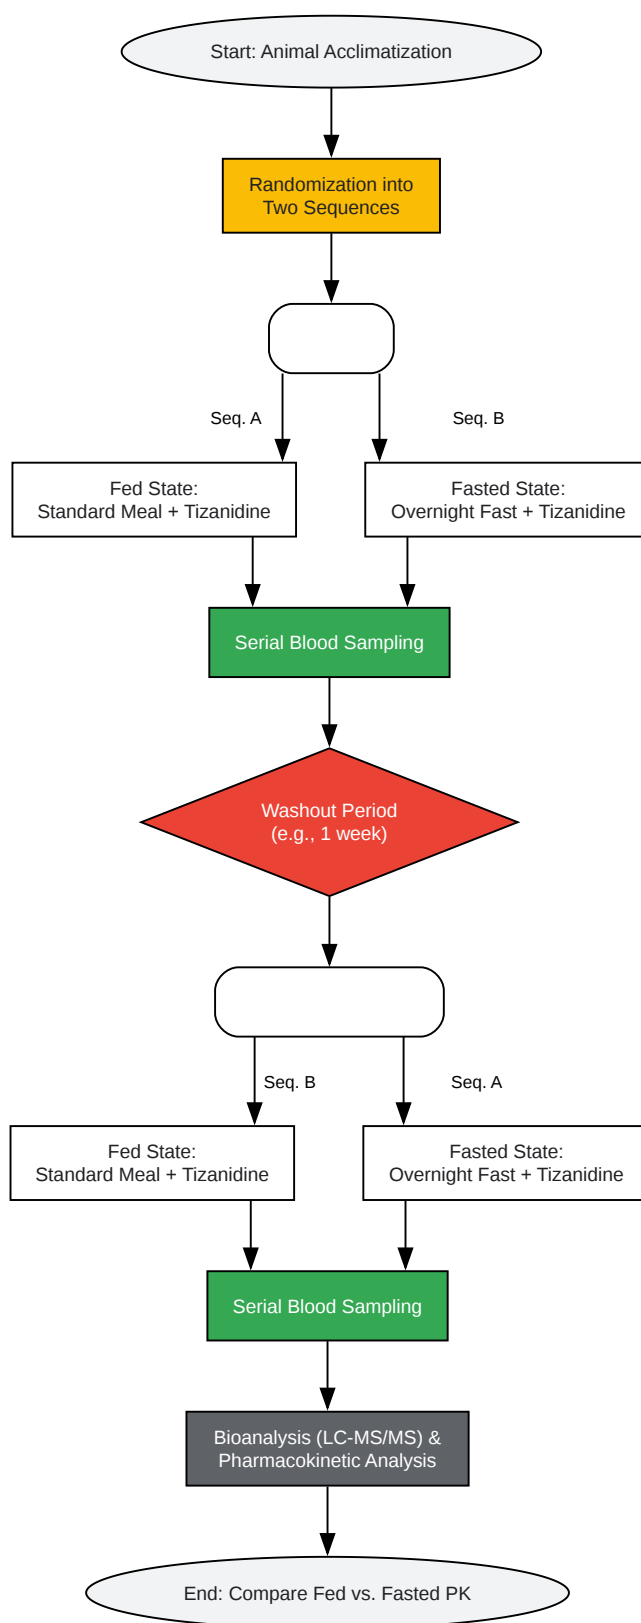 Start: Animal Acclimatization
Randomization into
Two Sequences
Seq. A
Seq. B
Fed State:
Standard Meal + Tizanidine
Fasted State:
Overnight Fast + Tizanidine
Serial Blood Sampling
Washout Period
(e.g., 1 week)
Seq. B
Seq. A
Fed State:
Standard Meal + Tizanidine
Fasted State:
Overnight Fast + Tizanidine
Serial Blood Sampling
Bioanalysis (LC-MS/MS) &
Pharmacokinetic Analysis
End: Compare Fed vs. Fasted PK